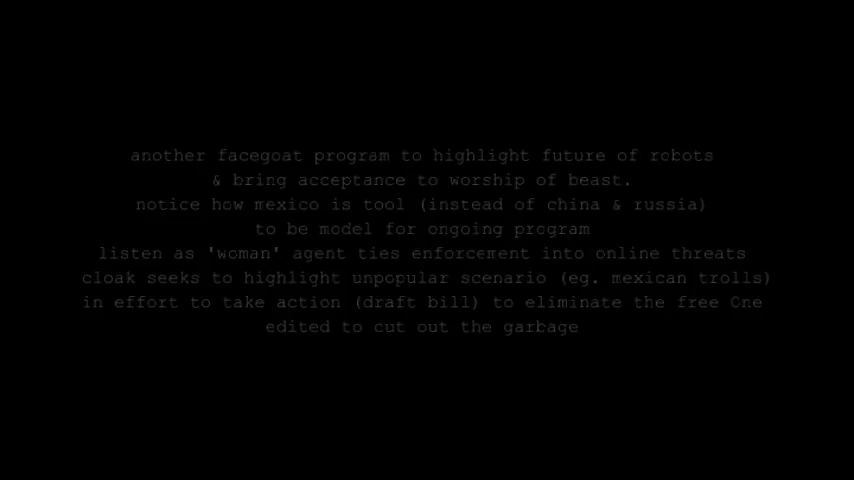 another facegoat program to highlight future of robots
& bring acceptance to worship of beast.
notice how mexico is tool (instead of china & russia)
to be model for ongoing program
listen as 'woman' agent ties enforcement into online threats
cloak seeks to highlight unpopular scenario (eg. mexican trolls)
in effort to take action (draft bill) to eliminate the free One
edited to cut out the garbage